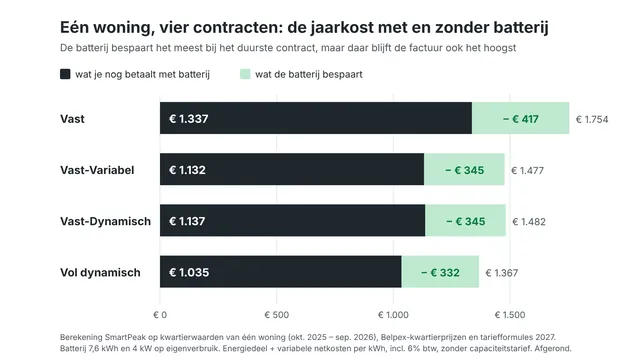 Eén woning, vier contracten: de jaarkost met en zonder batterij
De batterij bespaart het meest bij het duurste contract, maar daar blijft de factuur ook het hoogst
wat je nog betaalt met batterij
wat de batterij bespaart
Vast
€ 1.337
− € 417
€ 1.754
Vast-Variabel
€ 1.132
− € 345
€ 1.477
Vast-Dynamisch
€ 1.137
− € 345
€ 1.482
Vol dynamisch
€ 1.035
− € 332
€ 1.367
€ 0
€ 500
€ 1.000
€ 1.500
Berekening SmartPeak op kwartierwaarden van één woning (okt. 2025 – sep. 2026), Belpex-kwartierprijzen en tariefformules 2027.
Batterij 7,6 kWh en 4 kW op eigenverbruik. Energiedeel + variabele netkosten per kWh, incl. 6% btw, zonder capaciteitstarief. Afgerond.